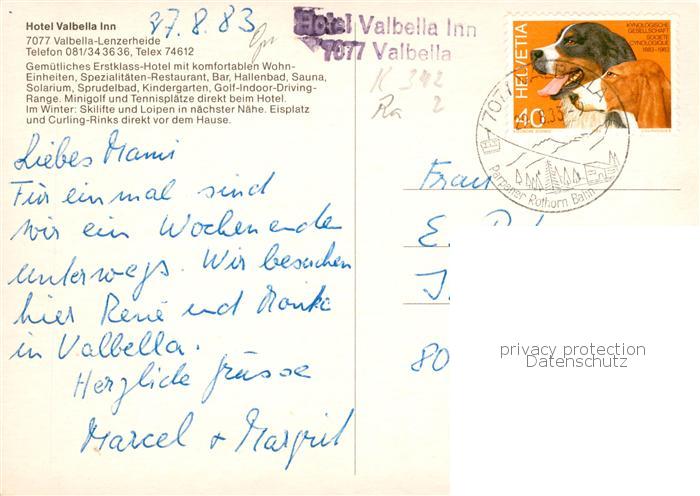 27.8.83
Hotel Valbella Inn
7077 Valbella-Lenzerheide
Telefon 081/34 36 36, Telex 74612
Gemütliches Erstklass-Hotel mit komfortablen Wohn-
Einheiten, Spezialitäten-Restaurant, Bar, Hallenbad, Sauna,
Solarium, Sprudelbad, Kindergarten, Golf-Indoor-Driving-
Range. Minigolf und Tennisplätze direkt beim Hotel.
Im Winter: Skilifte und Loipen in nächster Nähe. Eisplatz
und Curling-Rinks direkt vor dem Hause.
Hotel Valbella Inn
7077 Valbella
K 342
Ra 2
HELVETIA
KYNOLOGISCHE
GESELLSCHAFT
SOCIETE
CYNOLOGIQUE
1883-1983
40
7077
Parpaner Rothorn Bahn
Liebes Mami
Für einmal sind
wir ein Wochenende
unterwegs. Wir besuchen
hier René und Monika
in Valbella.
Herzliche grüsse
Marcel + Margrit
Frau
E.
80
privacy protection
Datenschutz